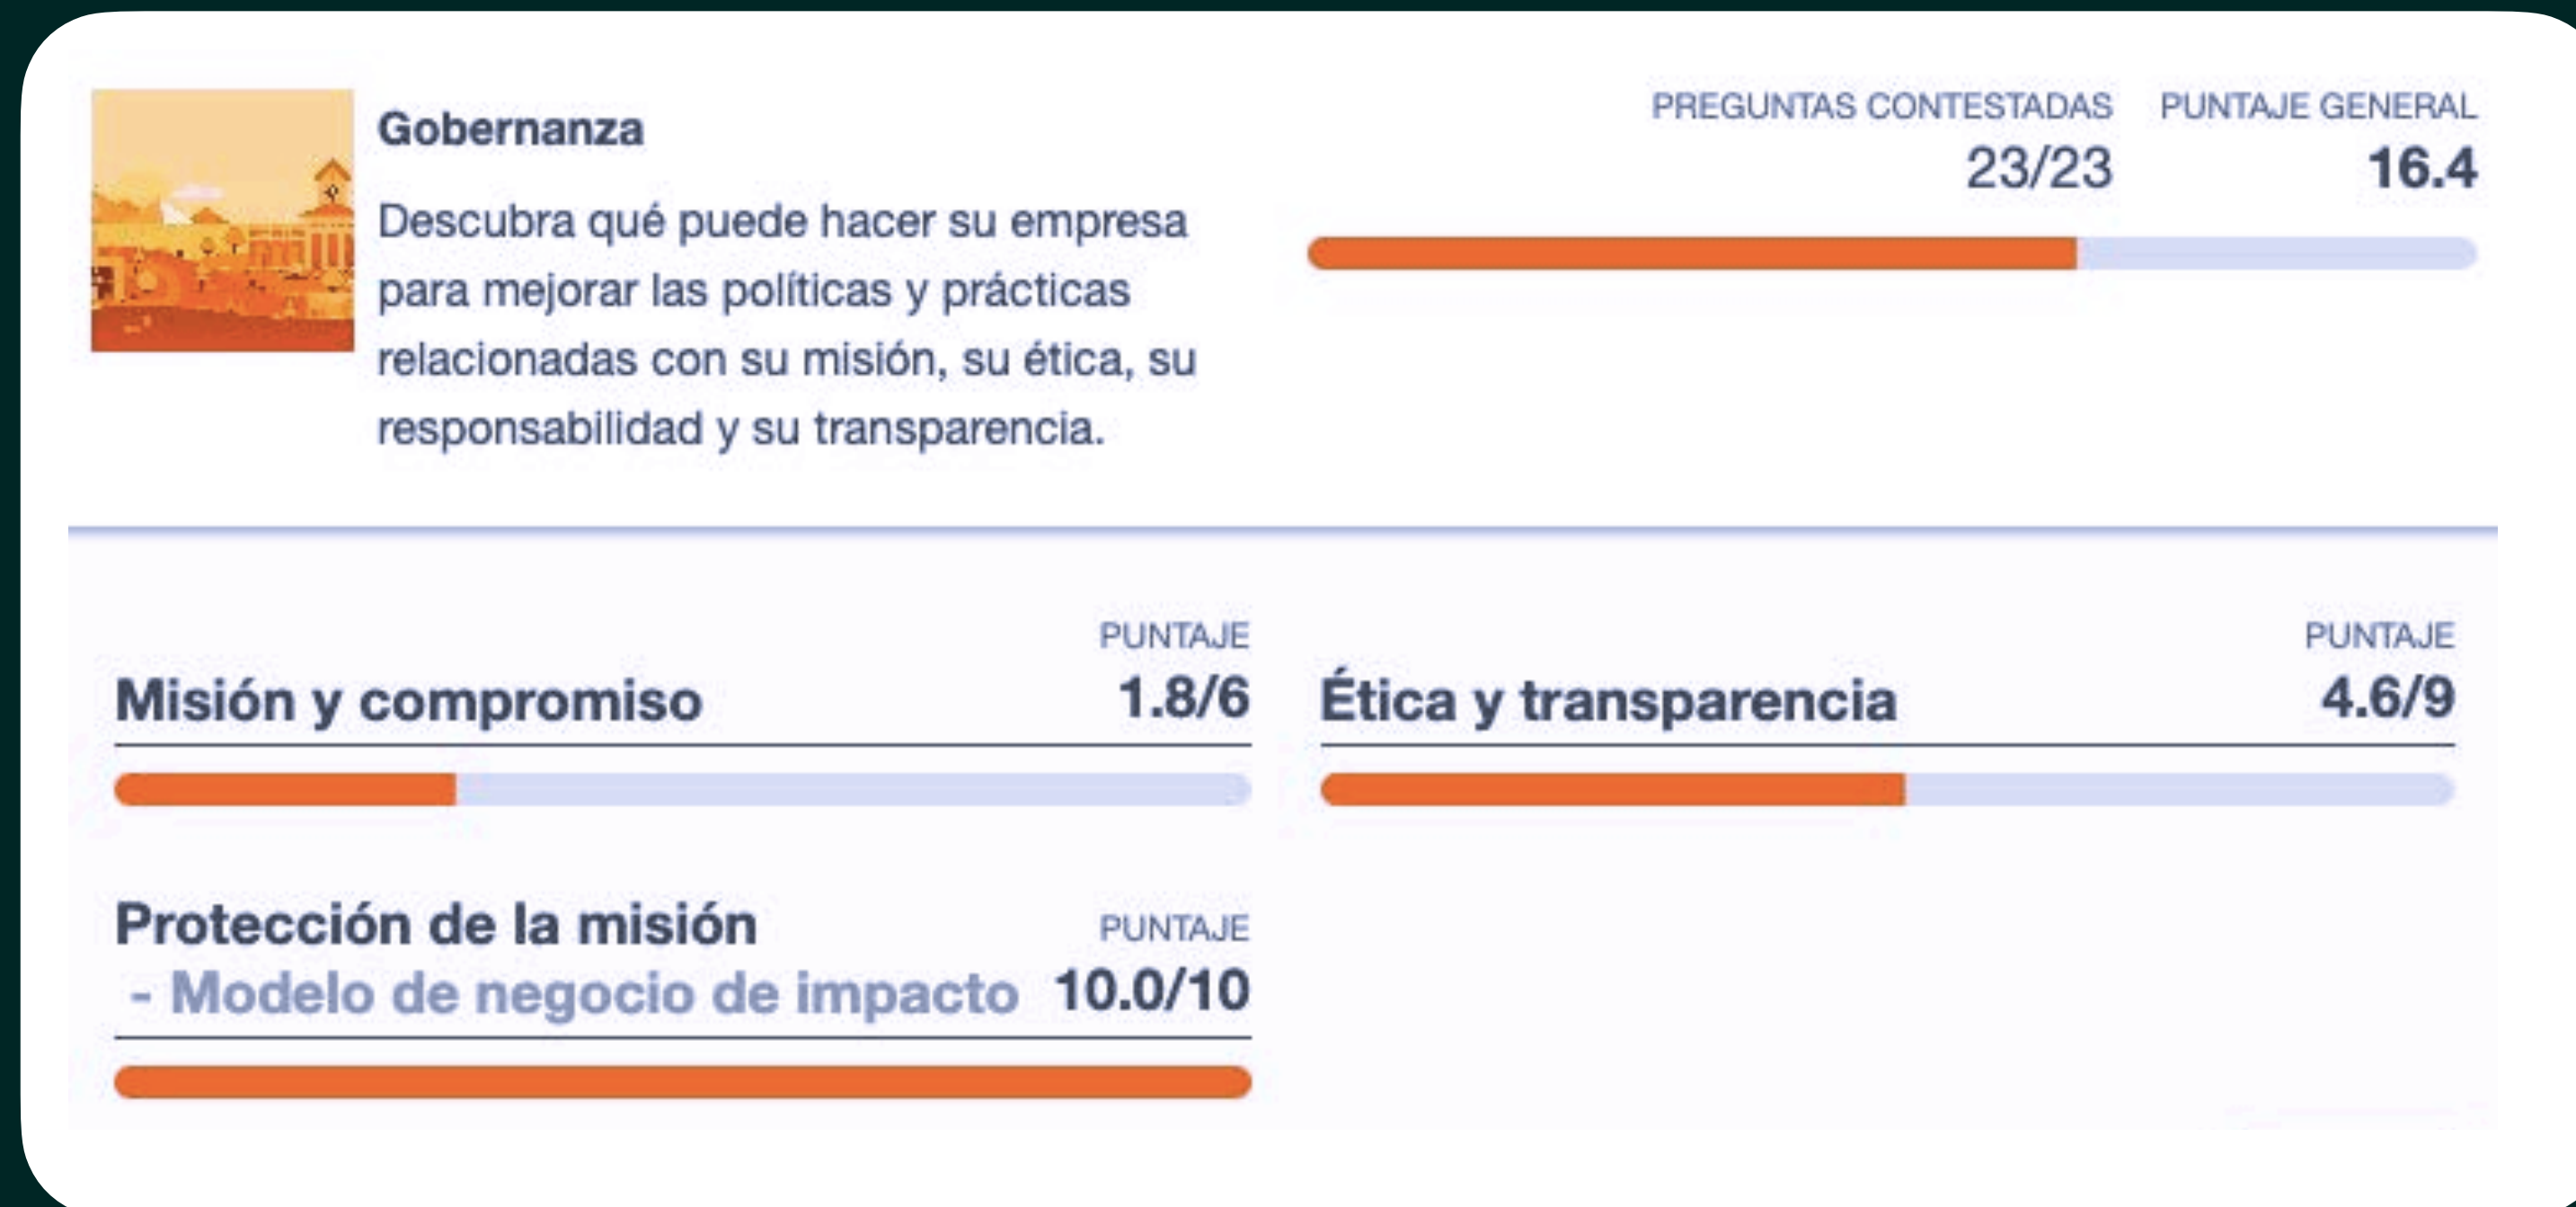 Gobernanza
Descubra qué puede hacer su empresa
para mejorar las políticas y prácticas
relacionadas con su misión, su ética, su
responsabilidad y su transparencia.
PREGUNTAS CONTESTADAS
23/23
PUNTAJE GENERAL
16.4
Misión y compromiso
PUNTAJE
1.8/6
Ética y transparencia
PUNTAJE
4.6/9
Protección de la misión
- Modelo de negocio de impacto
PUNTAJE
10.0/10